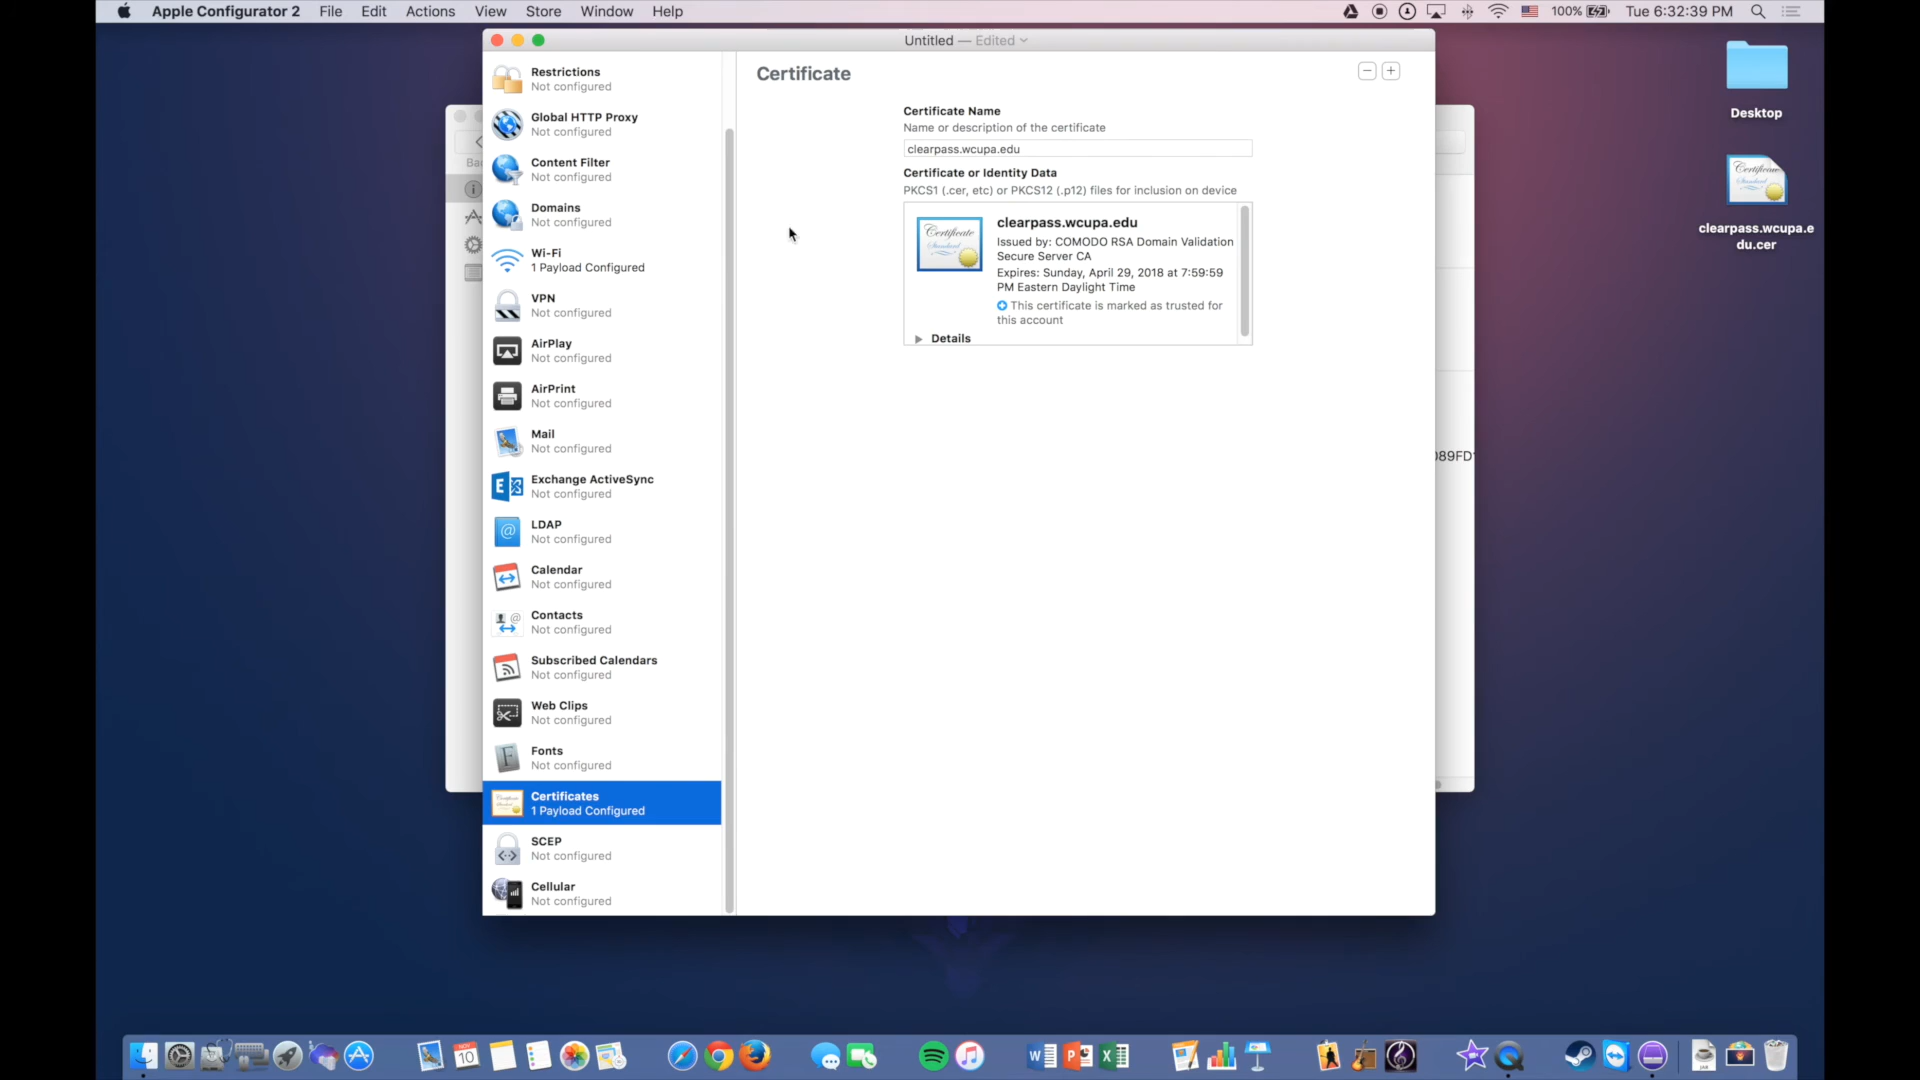 Apple Configurator 2 File Edit Actions View Store Window Help
100% Tue 6:32:39 PM
Untitled — Edited
Restrictions
Not configured
Global HTTP Proxy
Not configured
Content Filter
Not configured
Domains
Not configured
Wi-Fi
1 Payload Configured
VPN
Not configured
AirPlay
Not configured
AirPrint
Not configured
Mail
Not configured
Exchange ActiveSync
Not configured
LDAP
Not configured
Calendar
Not configured
Contacts
Not configured
Subscribed Calendars
Not configured
Web Clips
Not configured
Fonts
Not configured
Certificates
1 Payload Configured
SCEP
Not configured
Cellular
Not configured
Certificate
Certificate Name
Name or description of the certificate
clearpass.wcupa.edu
Certificate or Identity Data
PKCS1 (.cer, etc) or PKCS12 (.p12) files for inclusion on device
Certificate
Standard
clearpass.wcupa.edu
Issued by: COMODO RSA Domain Validation
Secure Server CA
Expires: Sunday, April 29, 2018 at 7:59:59
PM Eastern Daylight Time
This certificate is marked as trusted for
this account
Details
Desktop
Certificate
Standard
clearpass.wcupa.e
du.cer
089FD
NOV
10